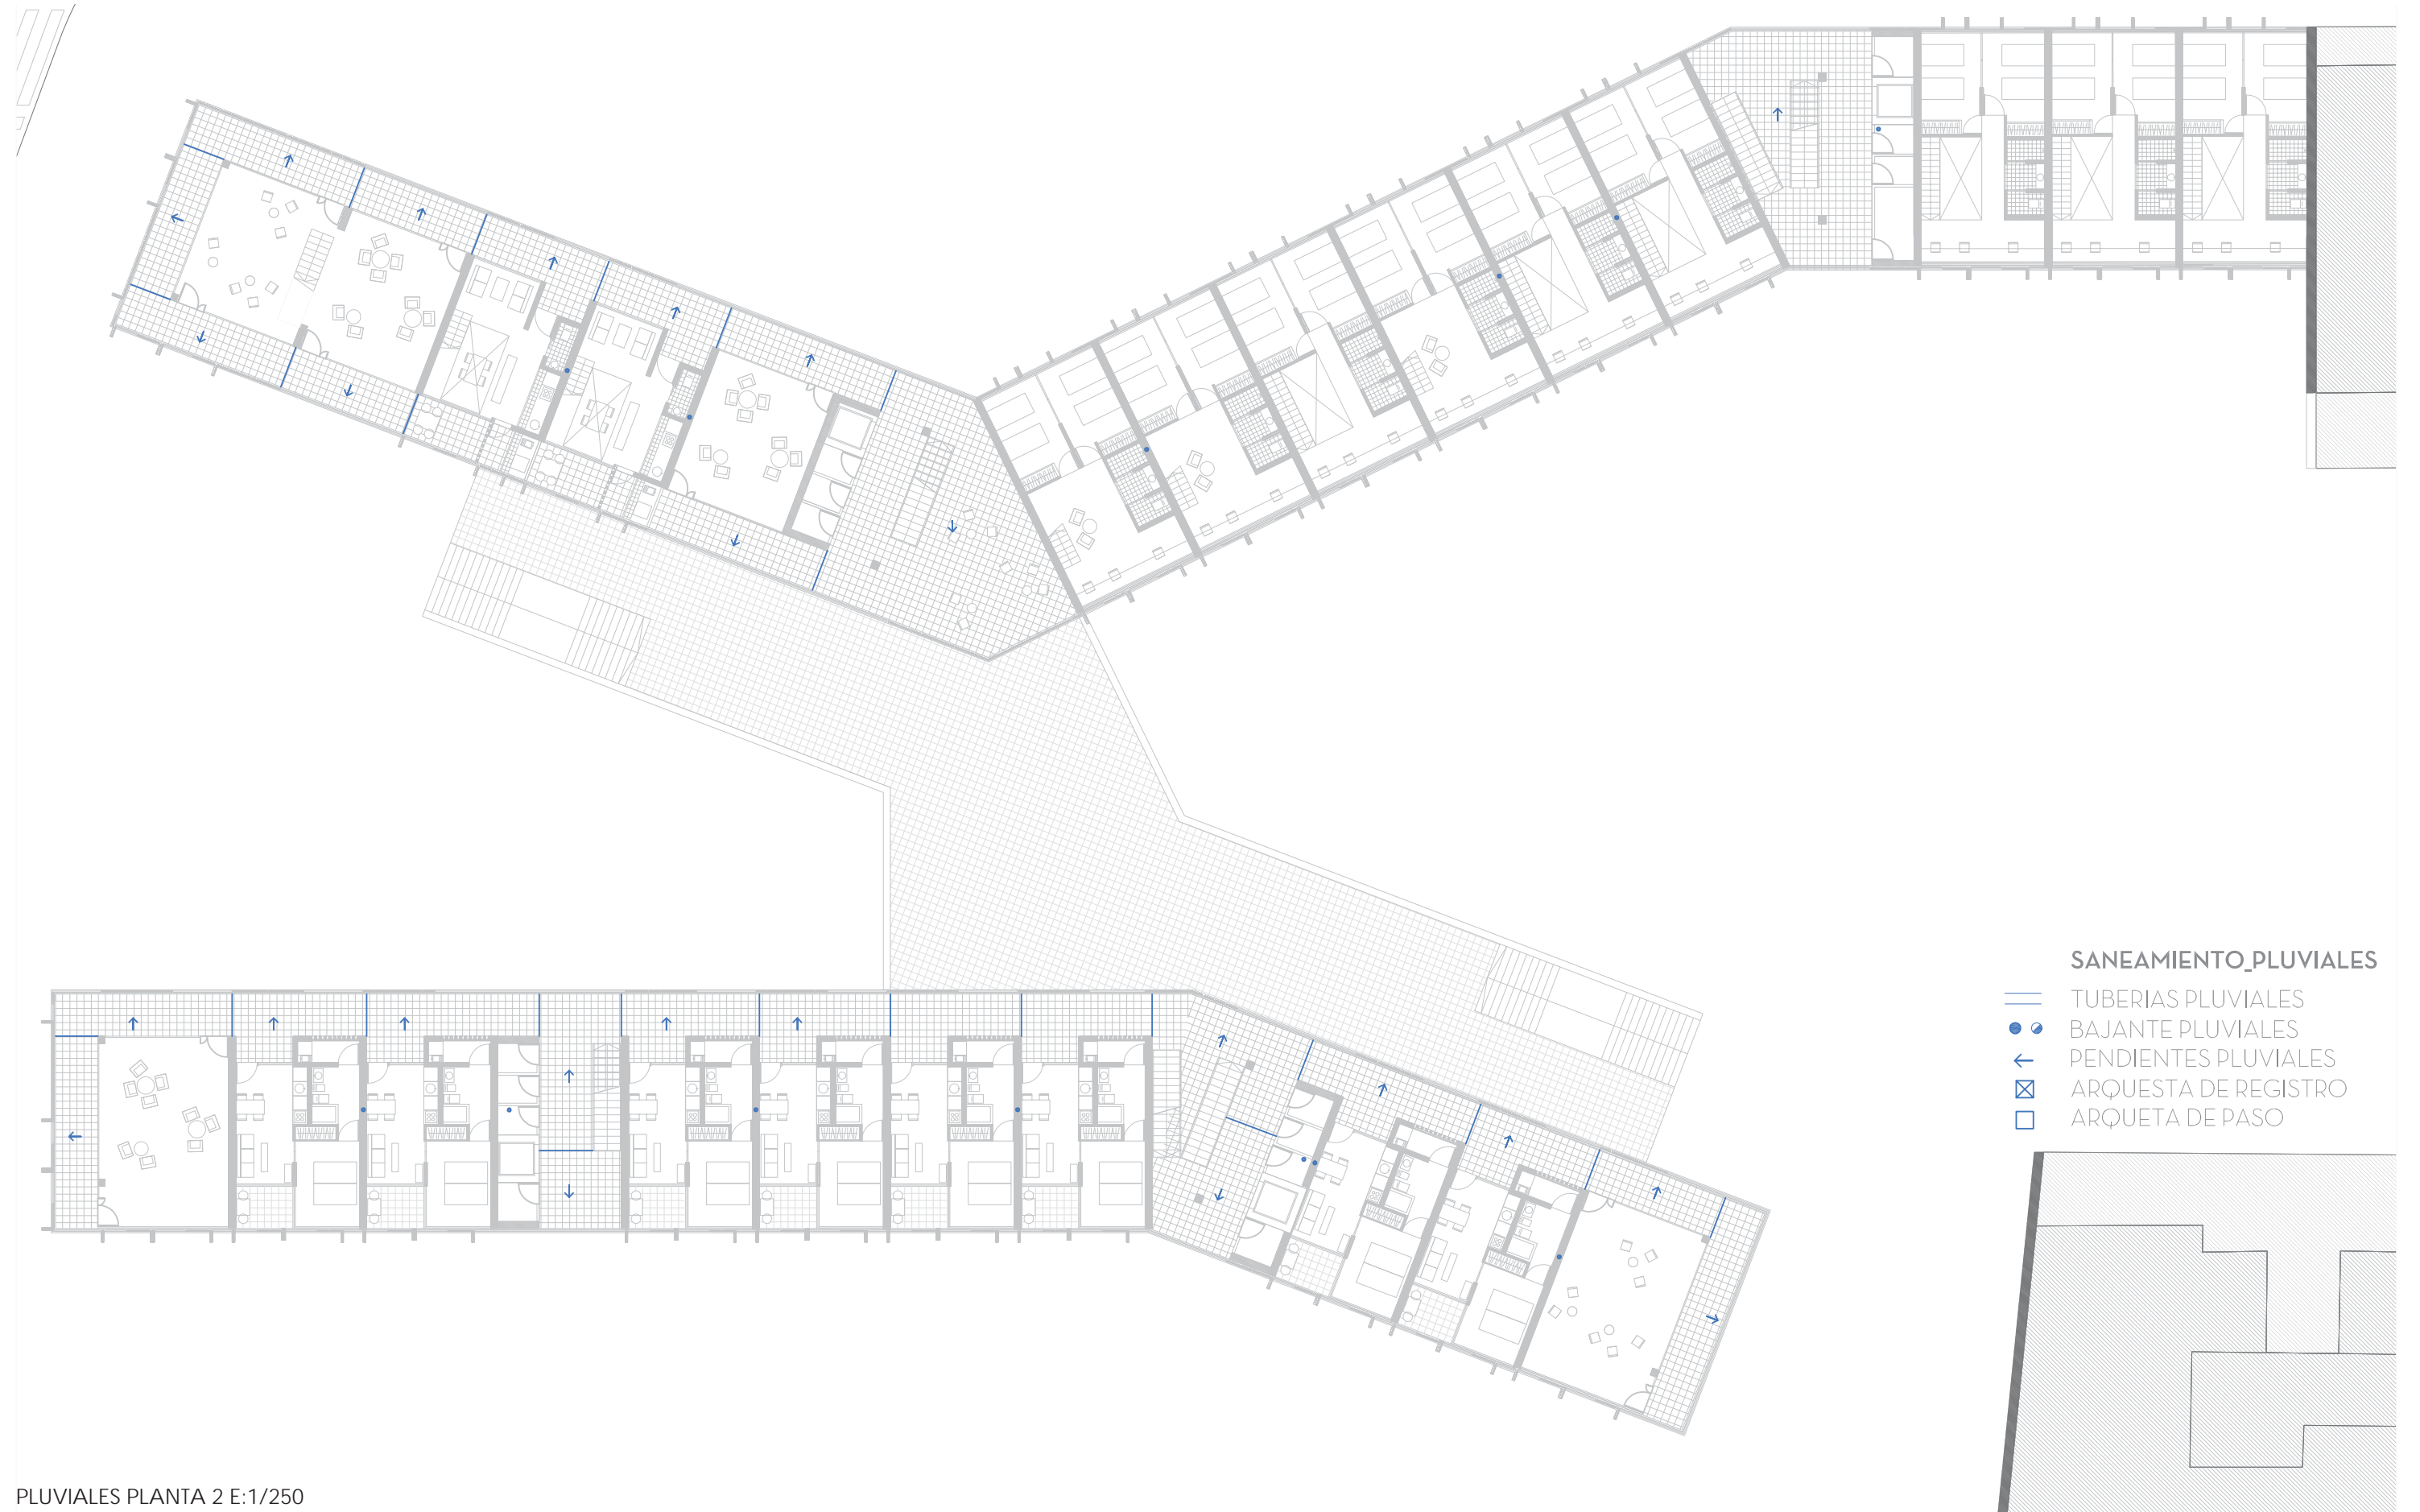 SANEAMIENTO_PLUVIALES
TUBERIAS PLUVIALES
BAJANTE PLUVIALES
PENDIENTES PLUVIALES
ARQUESTA DE REGISTRO
ARQUETA DE PASO
PLUVIALES PLANTA 2 E:1/250